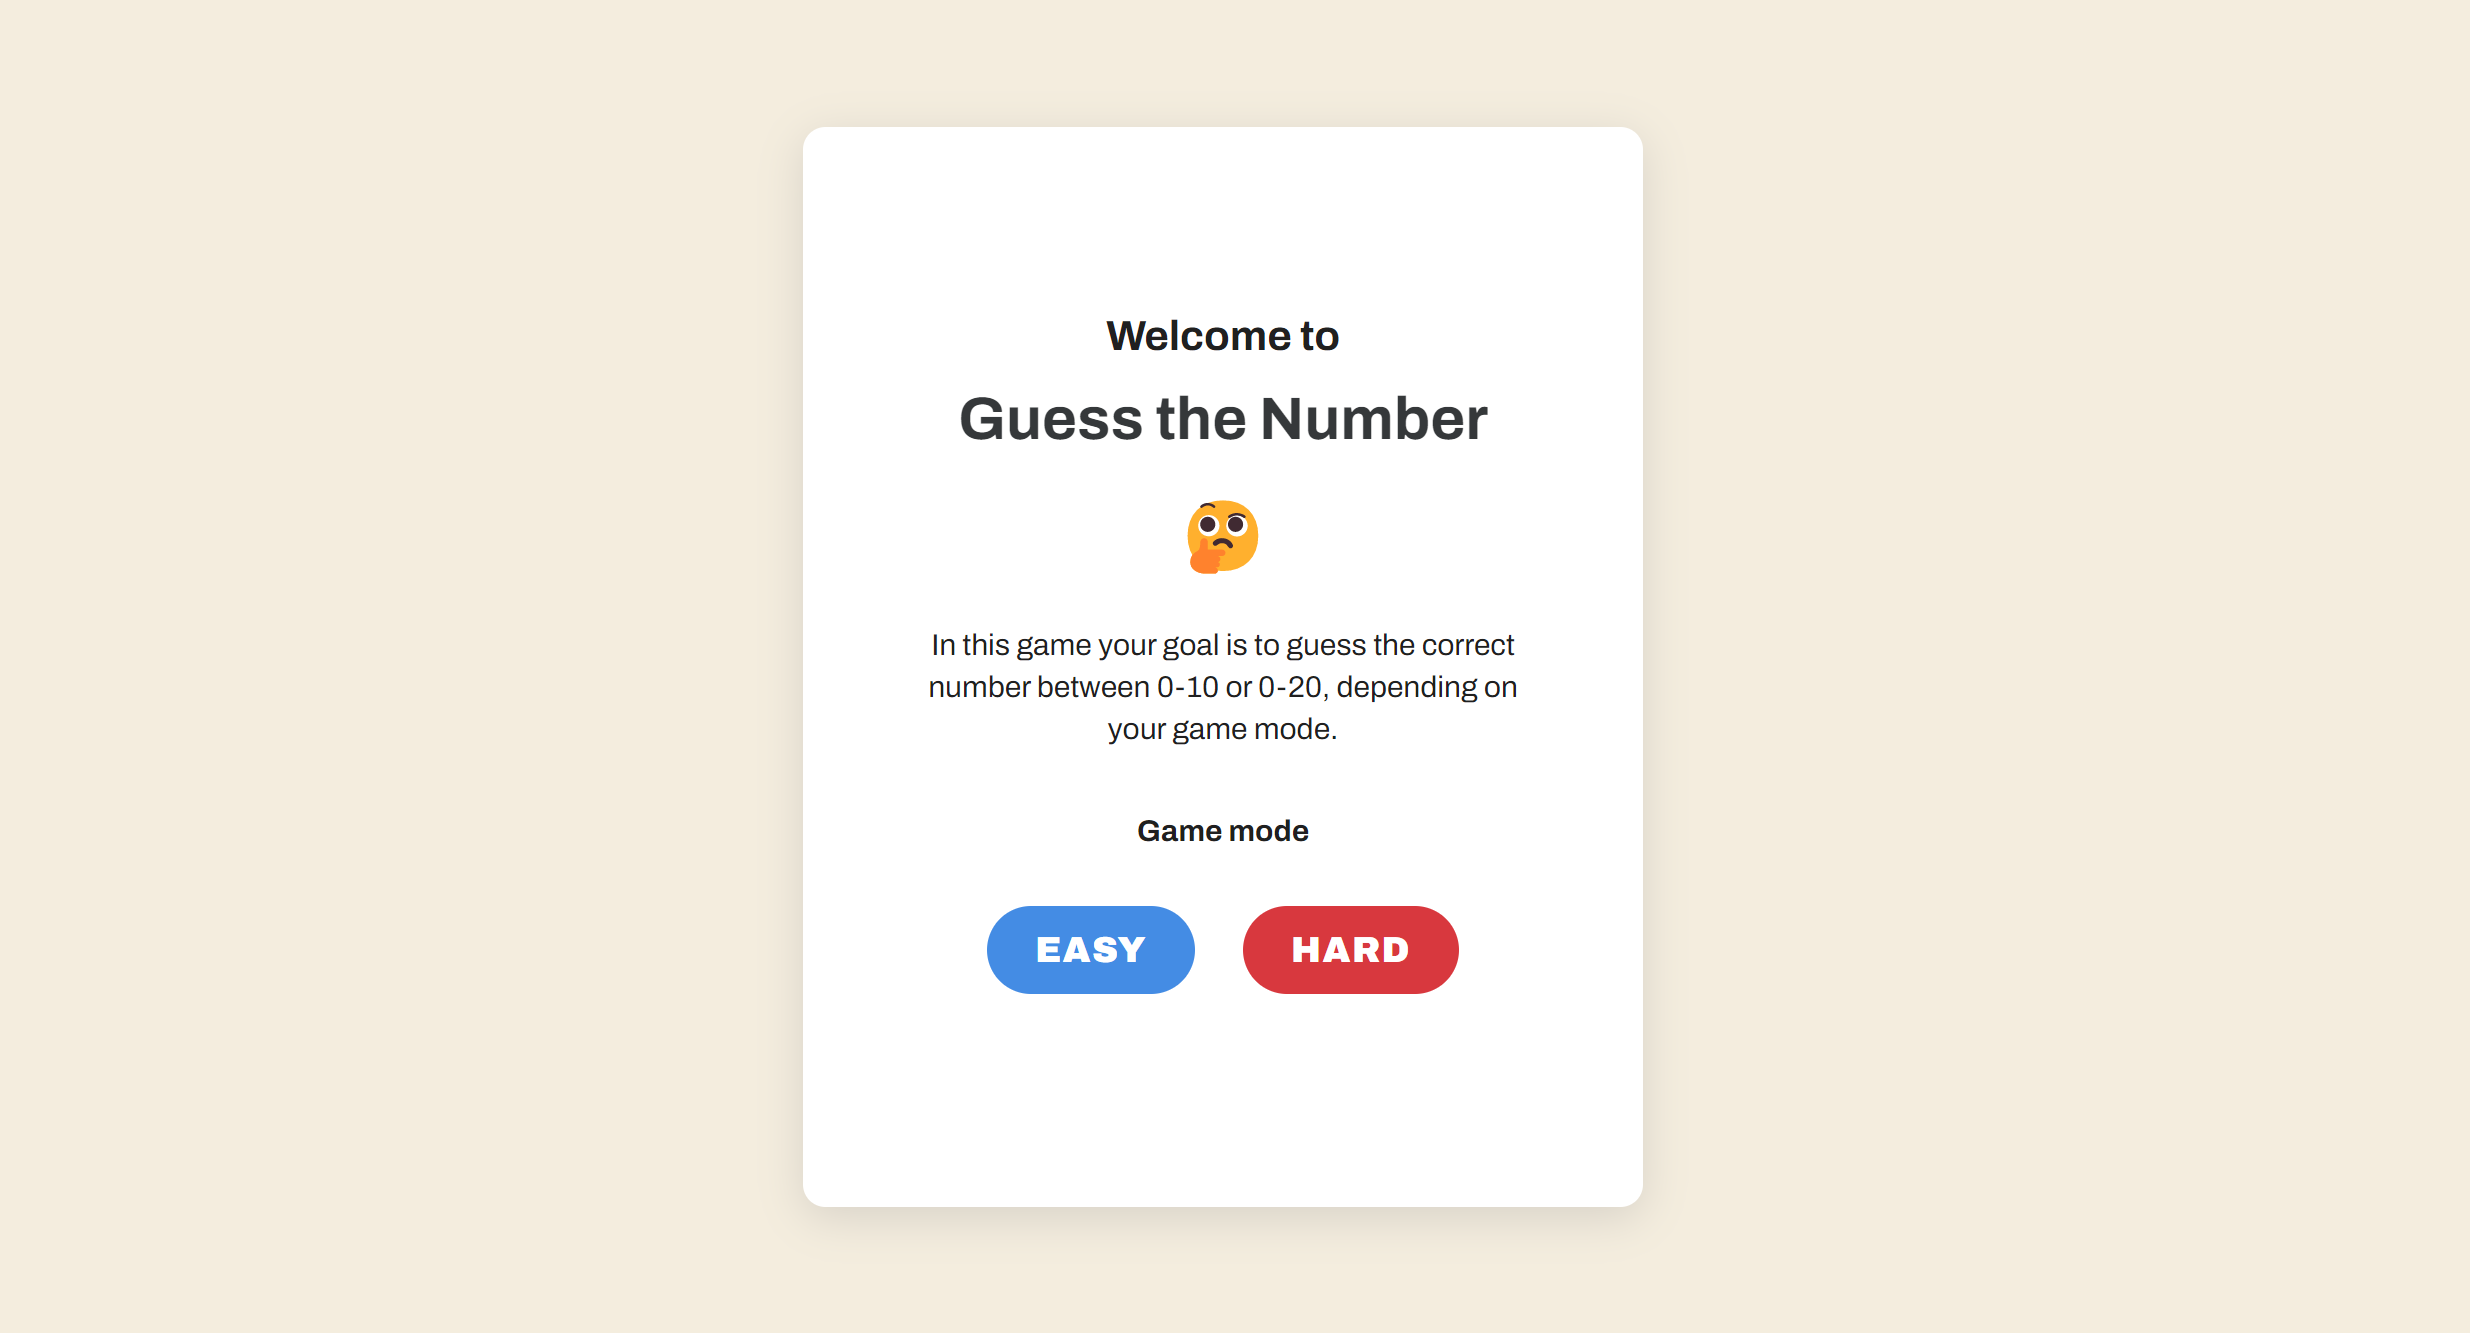 Welcome to
Guess the Number
In this game your goal is to guess the correct
number between 0-10 or 0-20, depending on
your game mode.
Game mode
EASY
HARD